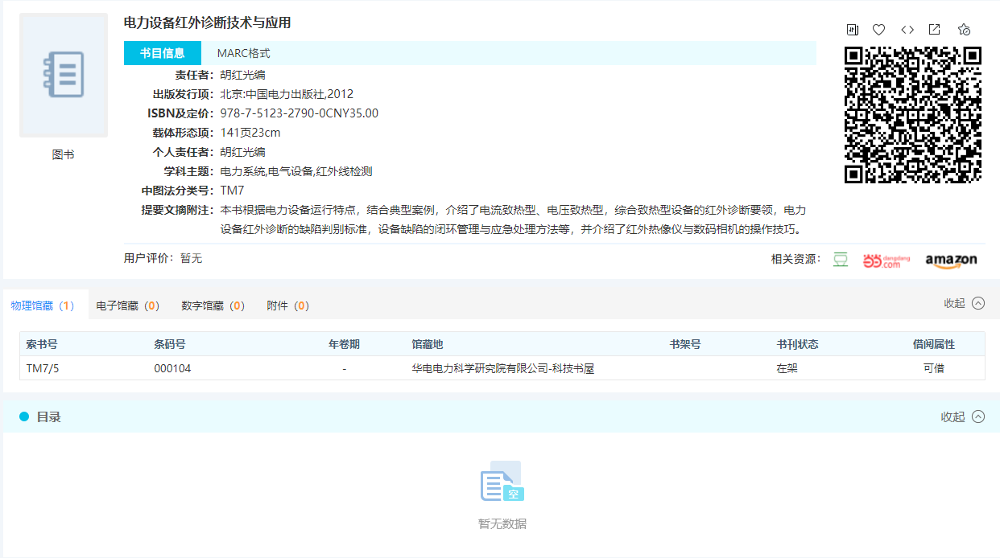 电力设备红外诊断技术与应用
书目信息 MARC格式
责任者： 胡红光编
出版发行项： 北京:中国电力出版社,2012
ISBN及定价： 978-7-5123-2790-0CNY35.00
载体形态项： 141页23cm
个人责任者： 胡红光编
学科主题： 电力系统,电气设备,红外线检测
中图法分类号： TM7
提要文摘附注： 本书根据电力设备运行特点，结合典型案例，介绍了电流致热型、电压致热型，综合致热型设备的红外诊断要领，电力
设备红外诊断的缺陷判别标准，设备缺陷的闭环管理与应急处理方法等，并介绍了红外热像仪与数码相机的操作技巧。
图书
用户评价： 暂无 相关资源： 豆 当当 dangdang.com amazon
物理馆藏 (1) 电子馆藏 (0) 数字馆藏 (0) 附件 (0) 收起
索书号 条码号 年卷期 馆藏地 书架号 书刊状态 借阅属性
TM7/5 000104 - 华电电力科学研究院有限公司-科技书屋 在架 可借
目录 收起
空
暂无数据